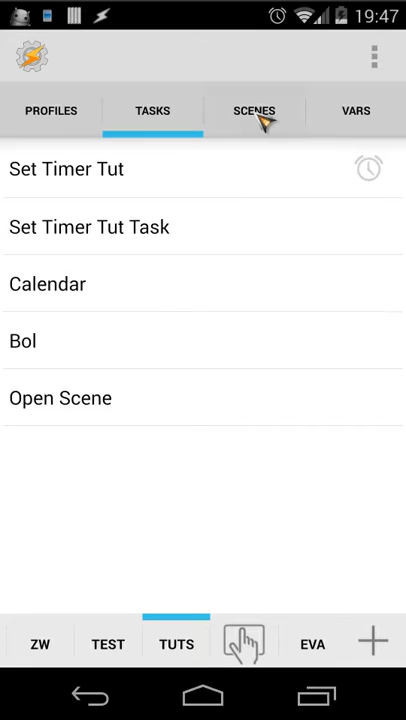 19:47
PROFILES TASKS SCENES VARS
Set Timer Tut
Set Timer Tut Task
Calendar
Bol
Open Scene
ZW TEST TUTS EVA